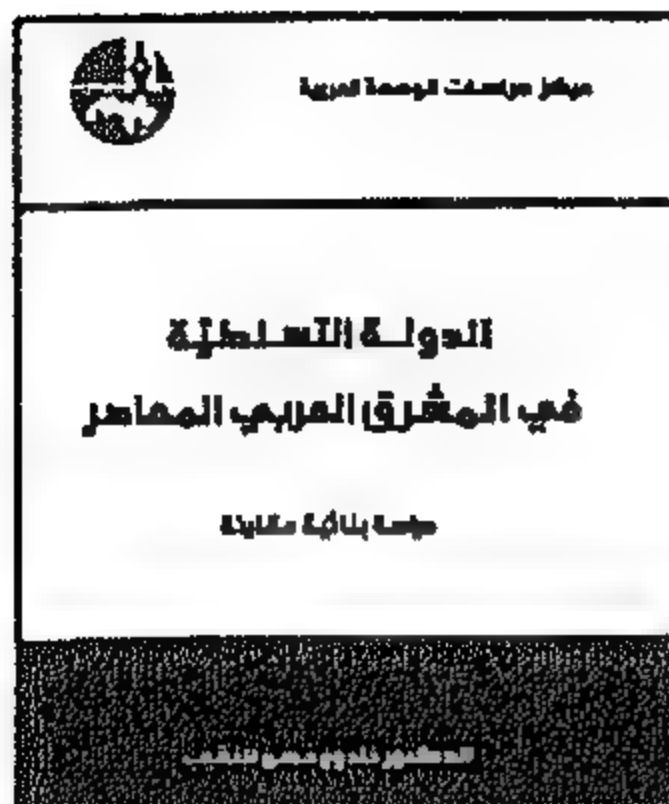 مركز دراسات الوحدة العربية
الدولة التسلطية
في المشرق العربي المعاصر
دراسة بنائية مقارنة
الدكتور خلدون حسن النقيب